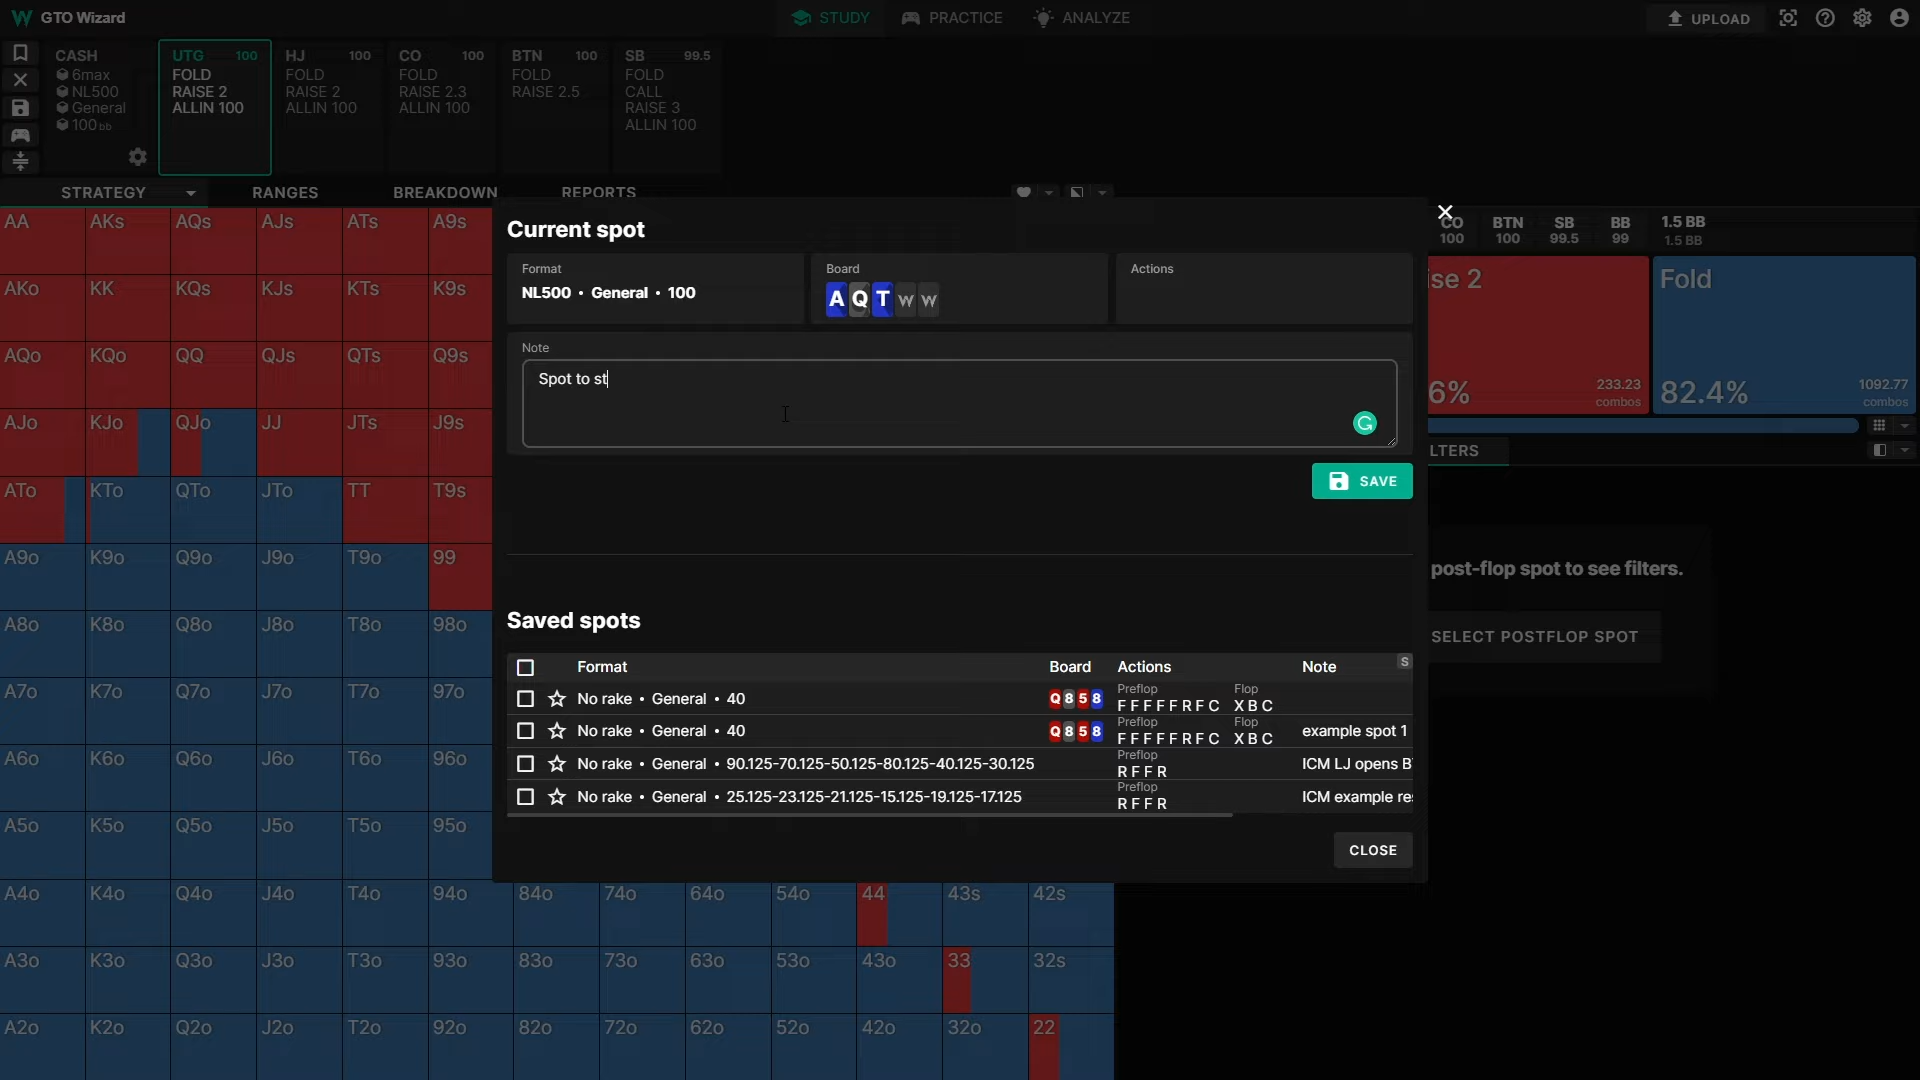 GTO Wizard
STUDY
PRACTICE
ANALYZE
UPLOAD
CASH
6max
NL500
General
100bb
UTG 100
FOLD
RAISE 2
ALLIN 100
HJ 100
FOLD
RAISE 2
ALLIN 100
CO 100
FOLD
RAISE 2.3
ALLIN 100
BTN 100
FOLD
RAISE 2.5
SB 99.5
FOLD
CALL
RAISE 3
ALLIN 100
STRATEGY RANGES BREAKDOWN REPORTS
AA AKs AQs AJs ATs A9s
AKo KK KQs KJs KTs K9s
AQo KQo QQ QJs QTs Q9s
AJo KJo QJo JJ JTs J9s
ATo KTo QTo JTo TT T9s
A9o K9o Q9o J9o T9o 99
A8o K8o Q8o J8o T8o 98o
A7o K7o Q7o J7o T7o 97o
A6o K6o Q6o J6o T6o 96o
A5o K5o Q5o J5o T5o 95o
A4o K4o Q4o J4o T4o 94o 84o 74o 64o 54o 44 43s 42s
A3o K3o Q3o J3o T3o 93o 83o 73o 63o 53o 43o 33 32s
A2o K2o Q2o J2o T2o 92o 82o 72o 62o 52o 42o 32o 22
Current spot
Format
NL500 • General • 100
Board
A Q T W W
Actions
Note
Spot to st
SAVE
Saved spots
Format Board Actions Note S
No rake • General • 40 Q 8 5 8 Preflop F F F F F R F C Flop X B C
No rake • General • 40 Q 8 5 8 Preflop F F F F F R F C Flop X B C example spot 1
No rake • General • 90.125-70.125-50.125-80.125-40.125-30.125 Preflop R F F R ICM LJ opens B
No rake • General • 25.125-23.125-21.125-15.125-19.125-17.125 Preflop R F F R ICM example re
CLOSE
CO BTN SB BB 1.5 BB
100 100 99.5 99 1.5 BB
se 2
6%
233.23
combos
Fold
82.4%
1092.77
combos
LTERS
post-flop spot to see filters.
SELECT POSTFLOP SPOT